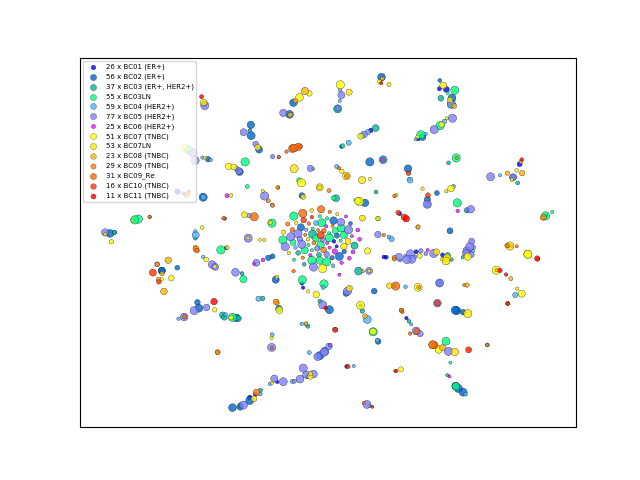 26 x BC01 (ER+)
56 x BC02 (ER+)
37 x BC03 (ER+, HER2+)
55 x BC03LN
59 x BC04 (HER2+)
77 x BC05 (HER2+)
25 x BC06 (HER2+)
51 x BC07 (TNBC)
53 x BC07LN
23 x BC08 (TNBC)
29 x BC09 (TNBC)
31 x BC09_Re
16 x BC10 (TNBC)
11 x BC11 (TNBC)